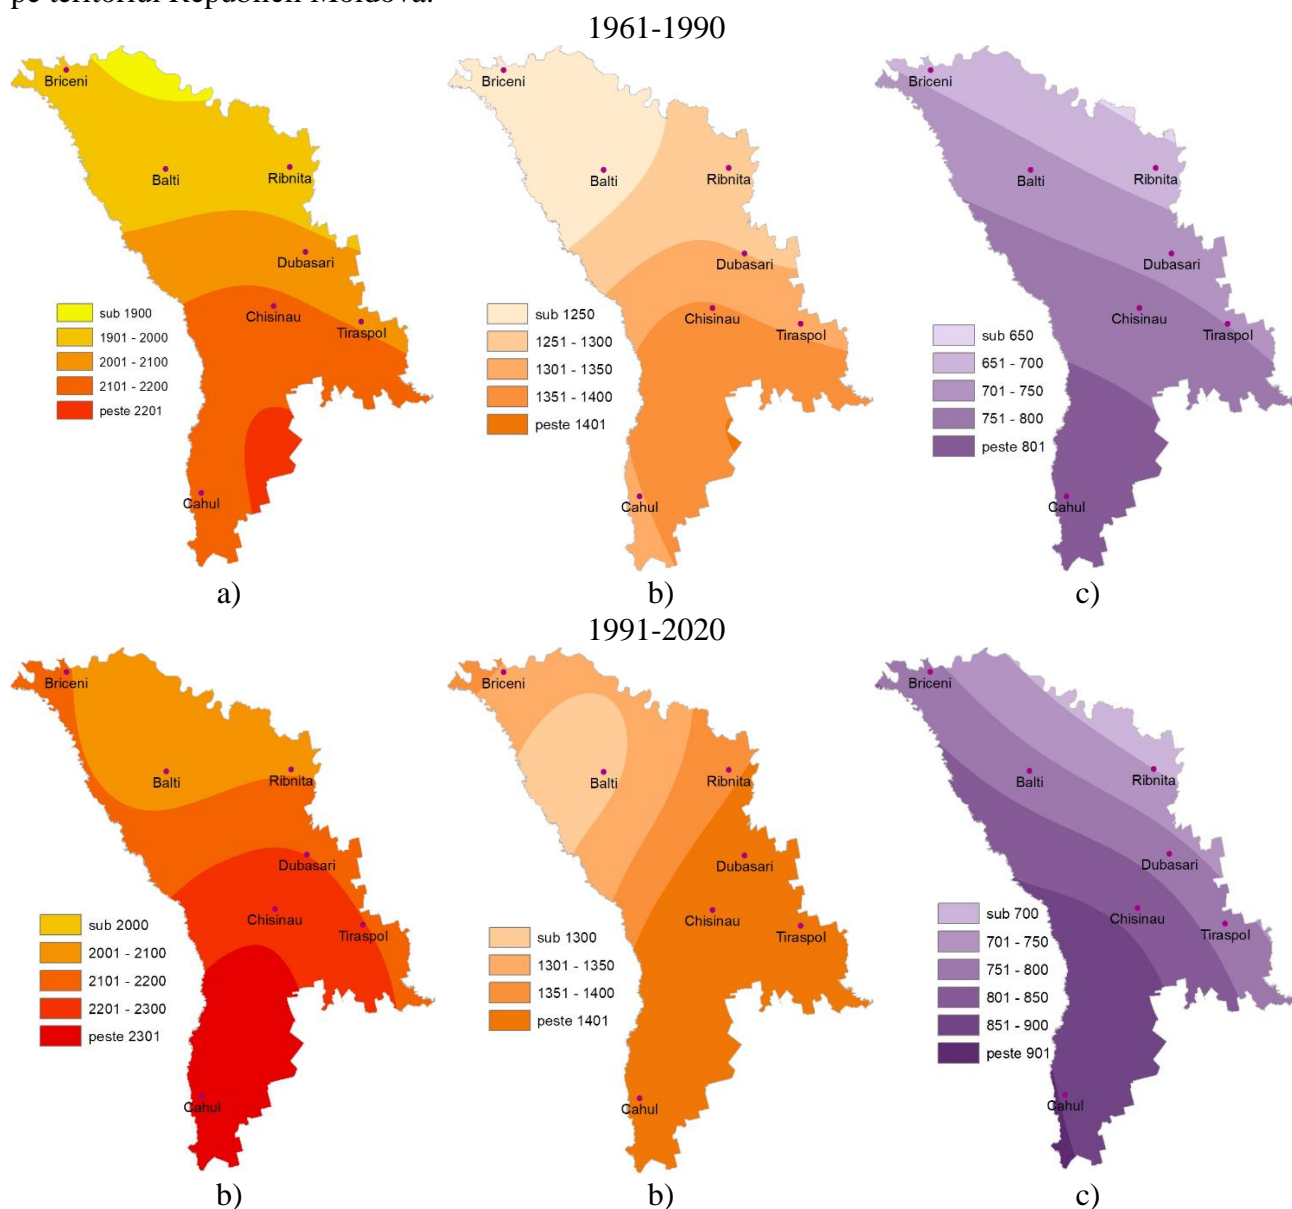 pe teritoriul Republicii Moldova.
1961-1990
Briceni
Balti
Ribnita
Dubasari
Chisinau
Tiraspol
Cahul
sub 1900
1901 - 2000
2001 - 2100
2101 - 2200
peste 2201
a)
Briceni
Balti
Ribnita
Dubasari
Chisinau
Tiraspol
Cahul
sub 1250
1251 - 1300
1301 - 1350
1351 - 1400
peste 1401
b)
Briceni
Balti
Ribnita
Dubasari
Chisinau
Tiraspol
Cahul
sub 650
651 - 700
701 - 750
751 - 800
peste 801
c)
1991-2020
Briceni
Balti
Ribnita
Dubasari
Chisinau
Tiraspol
Cahul
sub 2000
2001 - 2100
2101 - 2200
2201 - 2300
peste 2301
b)
Briceni
Balti
Ribnita
Dubasari
Chisinau
Tiraspol
Cahul
sub 1300
1301 - 1350
1351 - 1400
peste 1401
b)
Briceni
Balti
Ribnita
Dubasari
Chisinau
Tiraspol
Cahul
sub 700
701 - 750
751 - 800
801 - 850
851 - 900
peste 901
c)